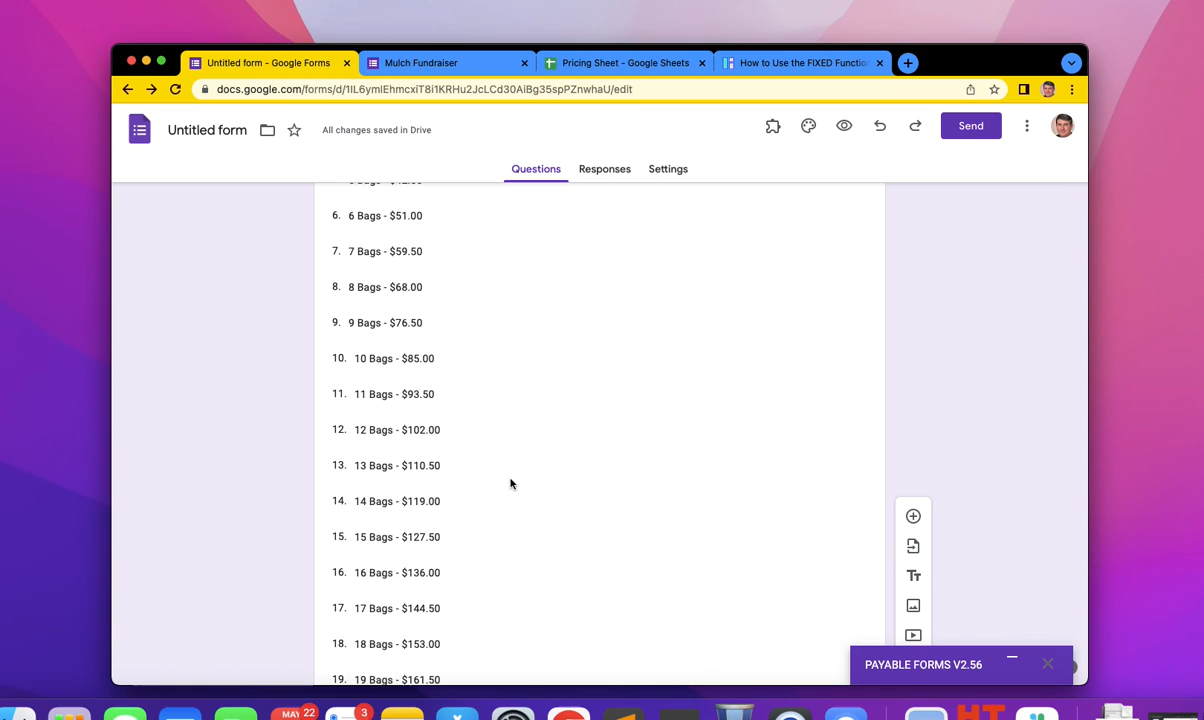 Untitled form - Google Forms
Mulch Fundraiser
Pricing Sheet - Google Sheets
How to Use the FIXED Functio
docs.google.com/forms/d/1IL6ymIEhmcxiT8i1KRHu2JcLCd30AiBg35spPZnwhaU/edit
Untitled form
All changes saved in Drive
Send
Questions
Responses
Settings
6. 6 Bags - $51.00
7. 7 Bags - $59.50
8. 8 Bags - $68.00
9. 9 Bags - $76.50
10. 10 Bags - $85.00
11. 11 Bags - $93.50
12. 12 Bags - $102.00
13. 13 Bags - $110.50
14. 14 Bags - $119.00
15. 15 Bags - $127.50
16. 16 Bags - $136.00
17. 17 Bags - $144.50
18. 18 Bags - $153.00
19. 19 Bags - $161.50
PAYABLE FORMS V2.56
MAY 22
3
HT